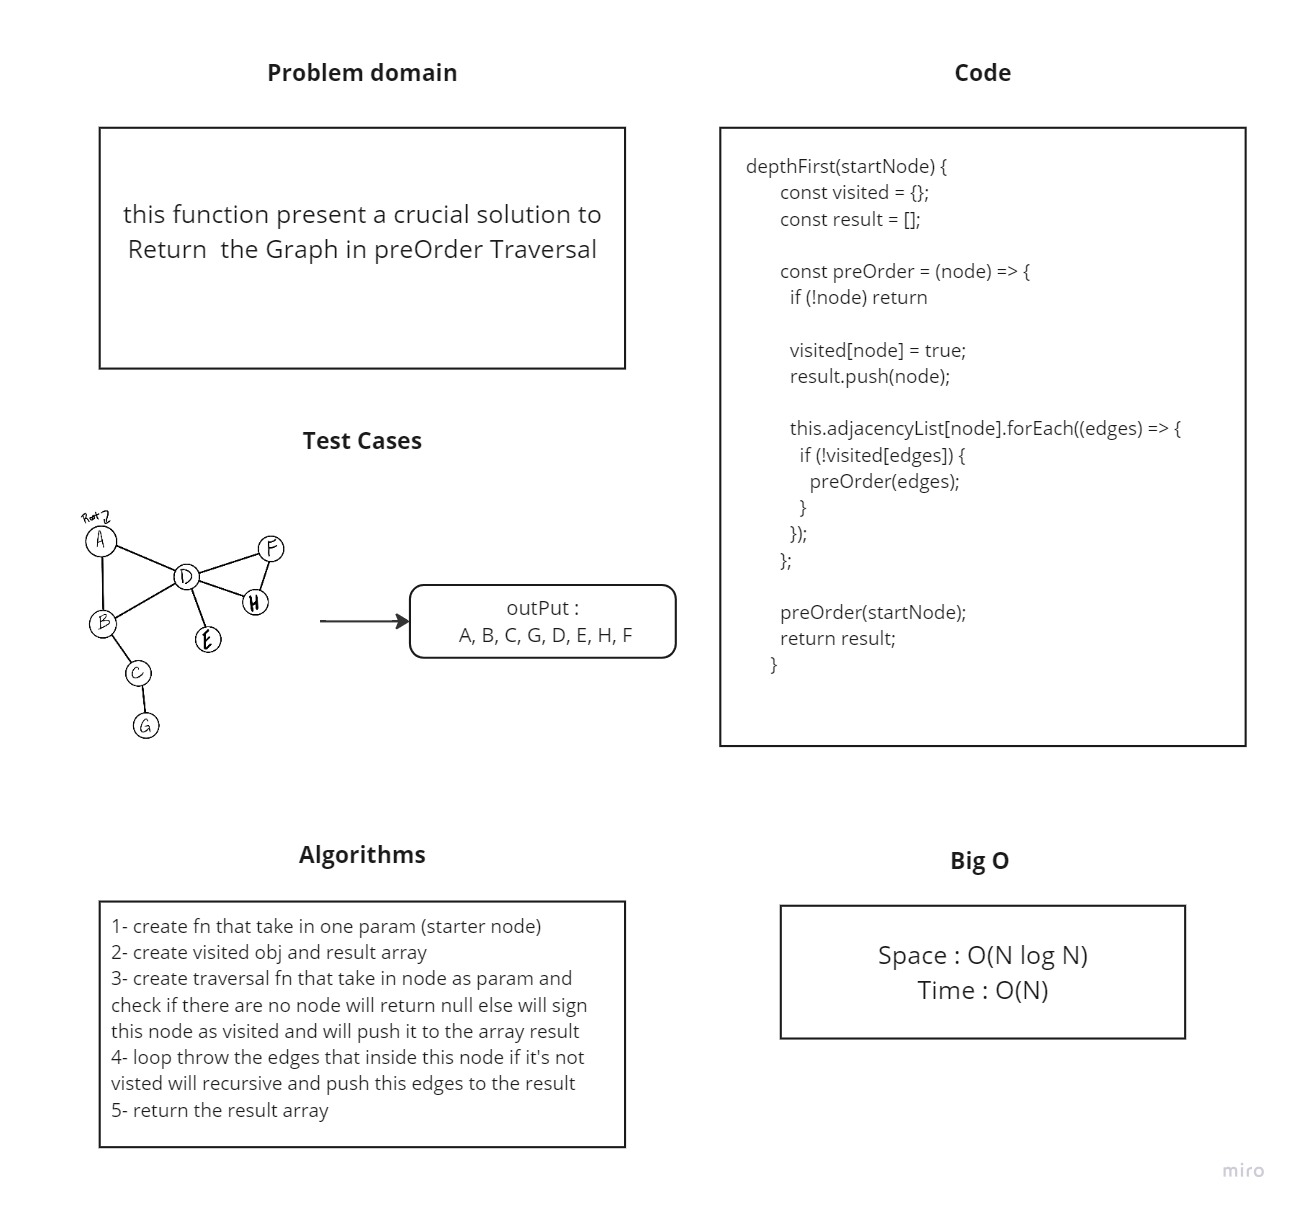 Problem domain
this function present a crucial solution to
Return  the Graph in preOrder Traversal
Test Cases
Root
A
F
D
H
B
E
C
G
outPut :
A, B, C, G, D, E, H, F
Algorithms
1- create fn that take in one param (starter node)
2- create visited obj and result array
3- create traversal fn that take in node as param and
check if there are no node will return null else will sign
this node as visited and will push it to the array result
4- loop throw the edges that inside this node if it's not
visted will recursive and push this edges to the result
5- return the result array
Code
depthFirst(startNode) {
const visited = {};
const result = [];
const preOrder = (node) => {
if (!node) return
visited[node] = true;
result.push(node);
this.adjacencyList[node].forEach((edges) => {
if (!visited[edges]) {
preOrder(edges);
}
});
};
preOrder(startNode);
return result;
}
Big O
Space : O(N log N)
Time : O(N)
miro